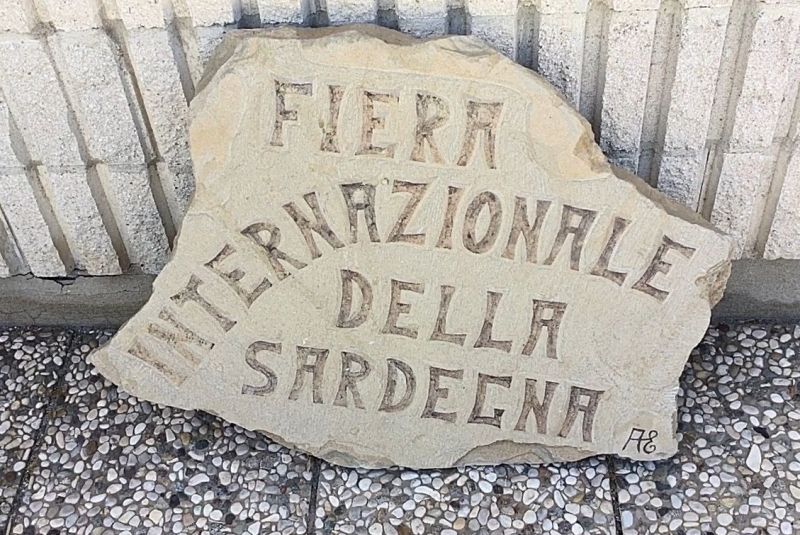 FIERA
INTERNAZIONALE
DELLA
SARDEGNA
AE